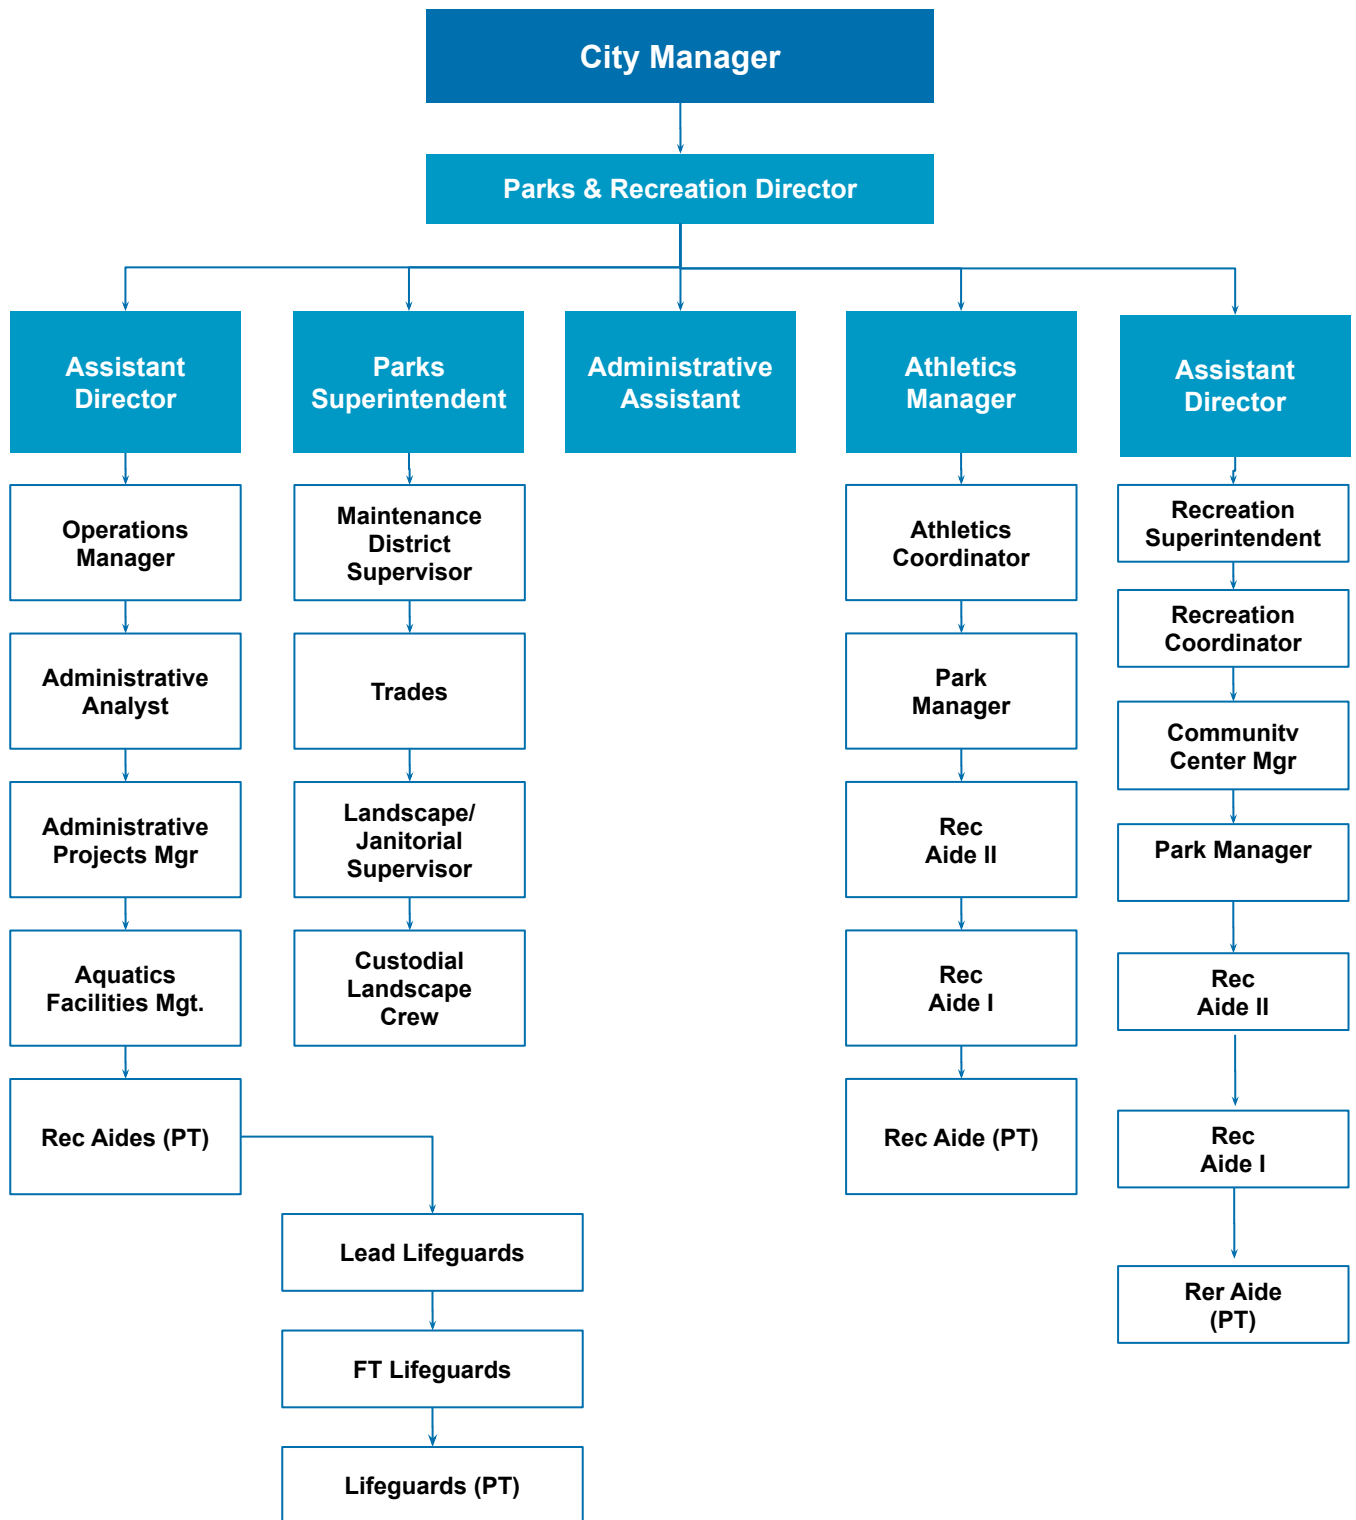 City Manager
Parks & Recreation Director
Assistant
Director
Parks
Superintendent
Administrative
Assistant
Athletics
Manager
Assistant
Director
Operations
Manager
Administrative
Analyst
Administrative
Projects Mgr
Aquatics
Facilities Mgt.
Rec Aides (PT)
Lead Lifeguards
FT Lifeguards
Lifeguards (PT)
Maintenance
District
Supervisor
Trades
Landscape/
Janitorial
Supervisor
Custodial
Landscape
Crew
Athletics
Coordinator
Park
Manager
Rec
Aide II
Rec
Aide I
Rec Aide (PT)
Recreation
Superintendent
Recreation
Coordinator
Communitv
Center Mgr
Park Manager
Rec
Aide II
Rec
Aide I
Rer Aide
(PT)